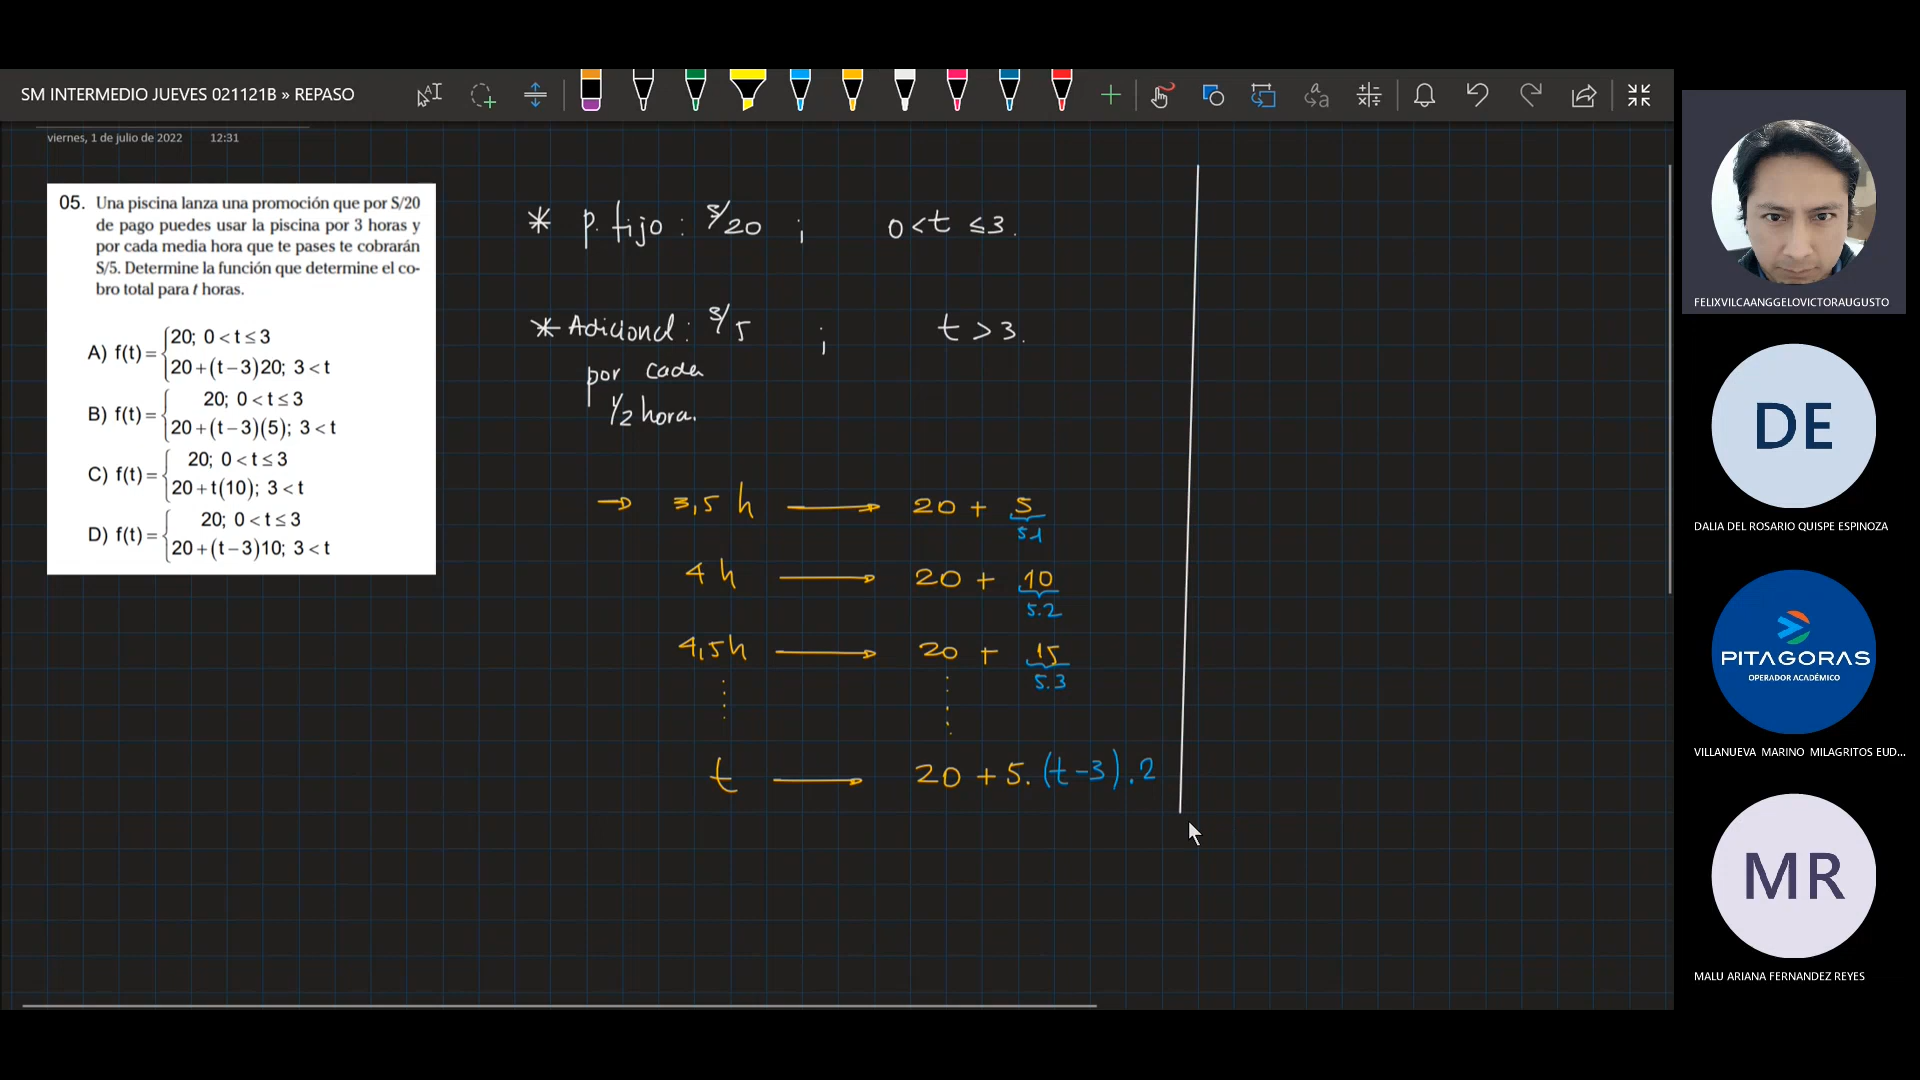 SM INTERMEDIO JUEVES 021121B » REPASO
viernes, 1 de julio de 2022 12:31
05. Una piscina lanza una promoción que por S/20
de pago puedes usar la piscina por 3 horas y
por cada media hora que te pases te cobrarán
S/5. Determine la función que determine el co-
bro total para t horas.
A) f(t) = { 20; 0 < t ≤ 3
20 + (t − 3)20; 3 < t
B) f(t) = { 20; 0 < t ≤ 3
20 + (t − 3)(5); 3 < t
C) f(t) = { 20; 0 < t ≤ 3
20 + t(10); 3 < t
D) f(t) = { 20; 0 < t ≤ 3
20 + (t − 3)10; 3 < t
* p. fijo : S/20 ; 0 < t ≤ 3.
* Adicional : S/5 ; t > 3.
por cada
1/2 hora.
→ 3,5 h → 20 + 5
5.1
4 h → 20 + 10
5.2
4,5h → 20 + 15
5.3
t → 20 + 5. (t − 3) . 2
FELIXVILCAANGGELOVICTORAUGUSTO
DE
DALIA DEL ROSARIO QUISPE ESPINOZA
PITAGORAS
OPERADOR ACADÉMICO
VILLANUEVA MARINO MILAGRITOS EUD...
MR
MALU ARIANA FERNANDEZ REYES